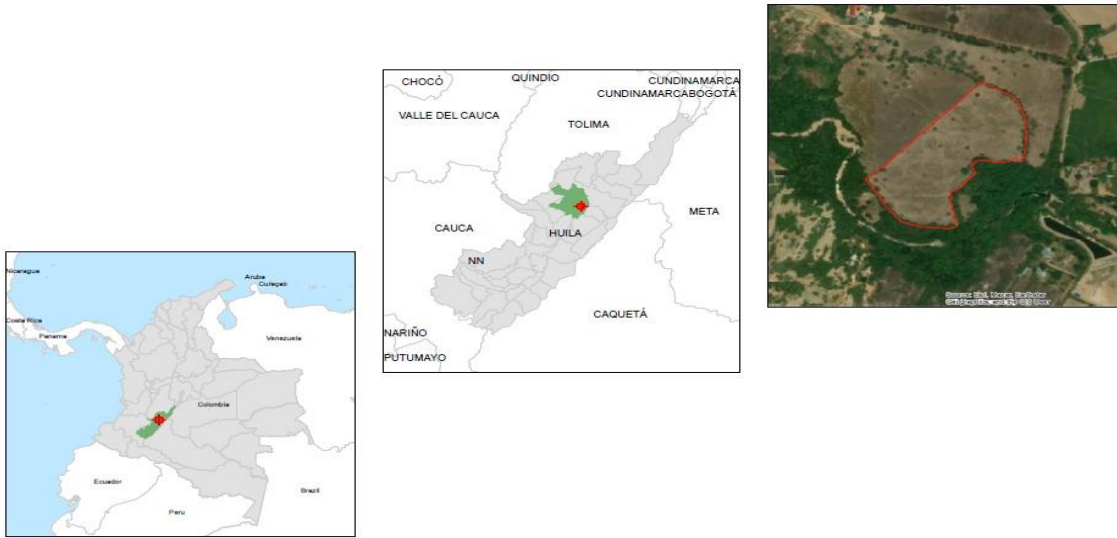 CHOCÓ
QUINDÍO
CUNDINAMARCA
CUNDINAMARCABOGOTÁ
VALLE DEL CAUCA
TOLIMA
META
CAUCA
HUILA
NN
CAQUETÁ
NARIÑO
PUTUMAYO
Nicaragua
Aruba
Curaçao
Costa Rica
Panama
Venezuela
Colombia
Ecuador
Brazil
Peru